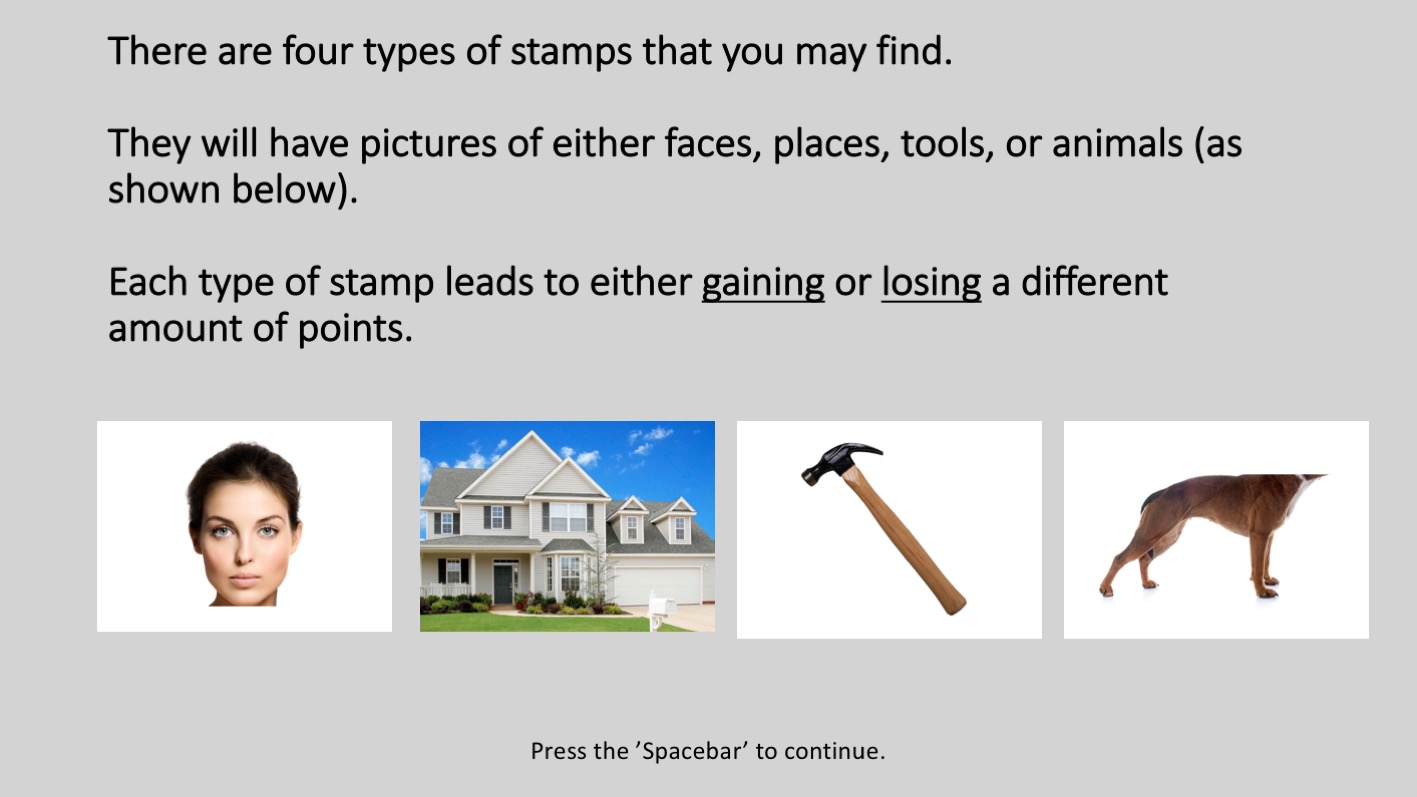 There are four types of stamps that you may find.
They will have pictures of either faces, places, tools, or animals (as
shown below).
Each type of stamp leads to either gaining or losing a different
amount of points.
Press the ’Spacebar’ to continue.